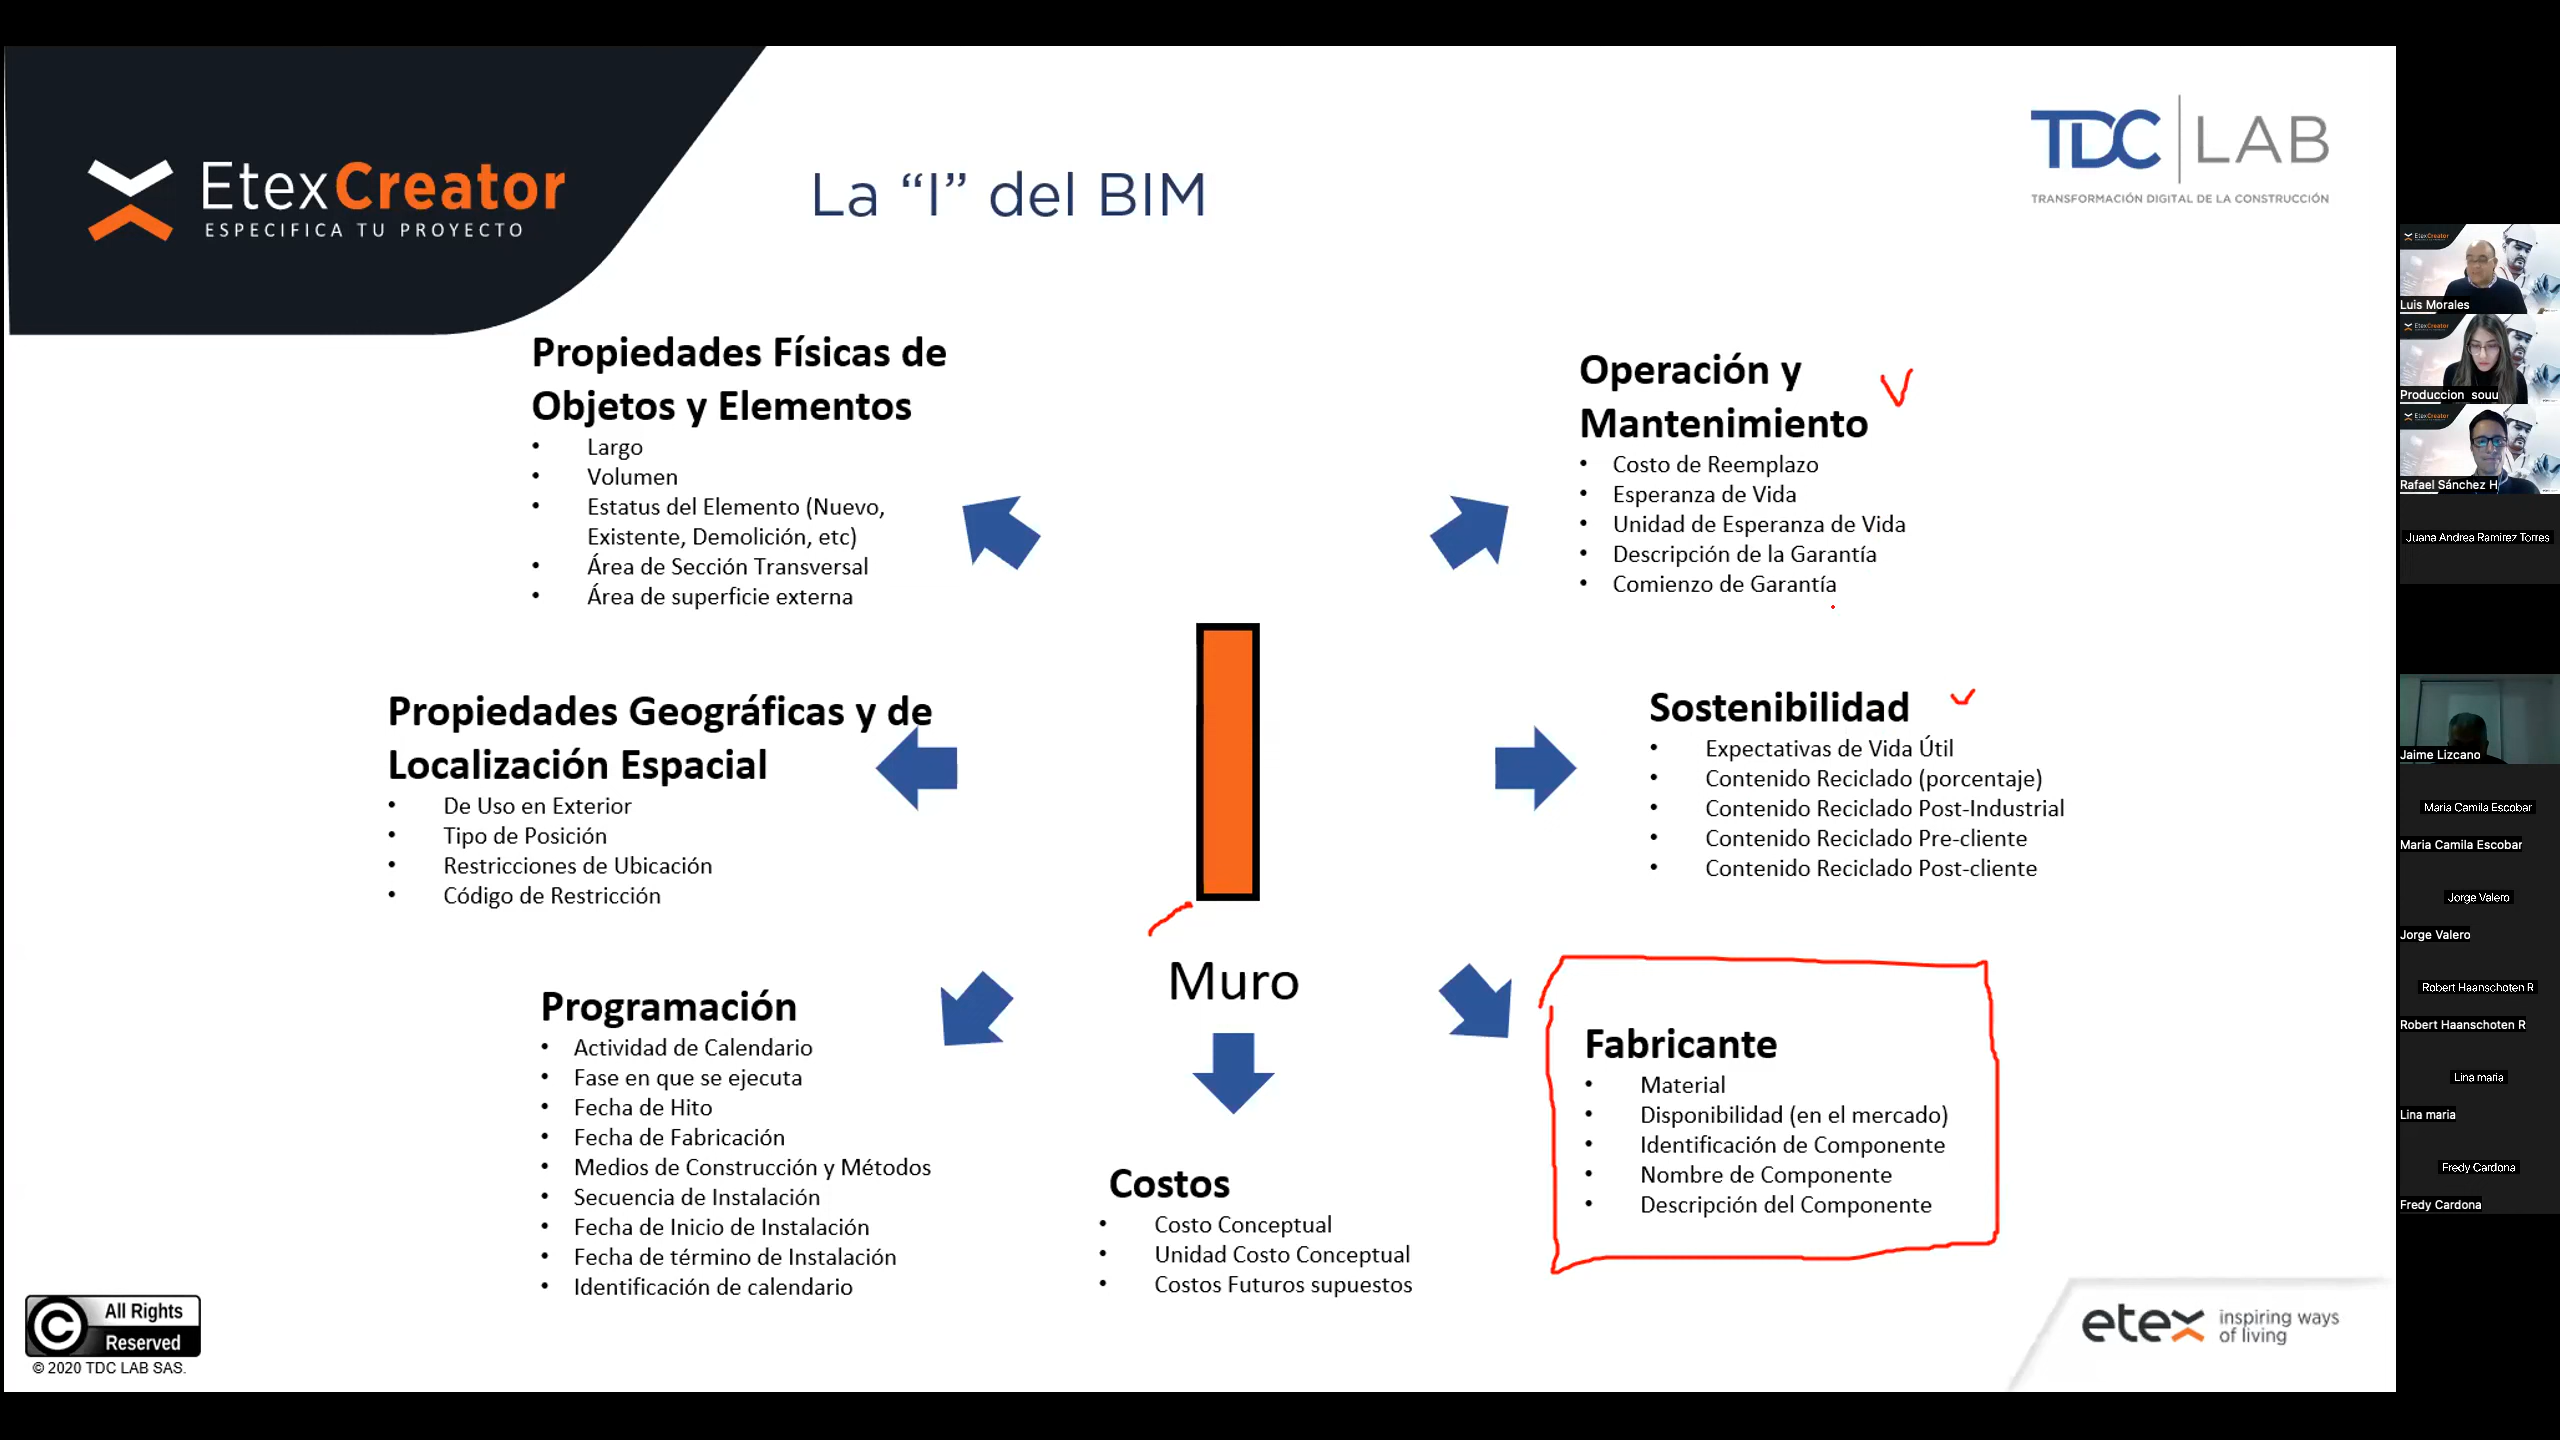 EtexCreator
ESPECIFICA TU PROYECTO
La “I” del BIM
TDC LAB
TRANSFORMACIÓN DIGITAL DE LA CONSTRUCCIÓN
Propiedades Físicas de
Objetos y Elementos
• Largo
• Volumen
• Estatus del Elemento (Nuevo,
Existente, Demolición, etc)
• Área de Sección Transversal
• Área de superficie externa
Operación y
Mantenimiento
• Costo de Reemplazo
• Esperanza de Vida
• Unidad de Esperanza de Vida
• Descripción de la Garantía
• Comienzo de Garantía
Propiedades Geográficas y de
Localización Espacial
• De Uso en Exterior
• Tipo de Posición
• Restricciones de Ubicación
• Código de Restricción
Sostenibilidad
• Expectativas de Vida Útil
• Contenido Reciclado (porcentaje)
• Contenido Reciclado Post-Industrial
• Contenido Reciclado Pre-cliente
• Contenido Reciclado Post-cliente
Muro
Programación
• Actividad de Calendario
• Fase en que se ejecuta
• Fecha de Hito
• Fecha de Fabricación
• Medios de Construcción y Métodos
• Secuencia de Instalación
• Fecha de Inicio de Instalación
• Fecha de término de Instalación
• Identificación de calendario
Costos
• Costo Conceptual
• Unidad Costo Conceptual
• Costos Futuros supuestos
Fabricante
• Material
• Disponibilidad (en el mercado)
• Identificación de Componente
• Nombre de Componente
• Descripción del Componente
All Rights
Reserved
© 2020 TDC LAB SAS.
etex inspiring ways
of living
EtexCreator
Luis Morales
EtexCreator
Produccion souu
EtexCreator
Rafael Sánchez H
Juana Andrea Ramirez Torres
Jaime Lizcano
Maria Camila Escobar
Maria Camila Escobar
Jorge Valero
Jorge Valero
Robert Haanschoten R
Robert Haanschoten R
Lina maria
Lina maria
Fredy Cardona
Fredy Cardona